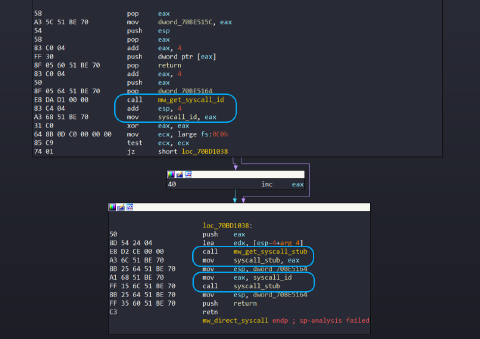 58 pop eax
A3 5C 51 BE 70 mov dword_70BE515C, eax
54 push esp
58 pop eax
83 C0 04 add eax, 4
FF 30 push dword ptr [eax]
8F 05 60 51 BE 70 pop return
83 C0 04 add eax, 4
50 push eax
8F 05 64 51 BE 70 pop dword_70BE5164
E8 DA D1 00 00 call mw_get_syscall_id
83 C4 04 add esp, 4
A3 68 51 BE 70 mov syscall_id, eax
31 C0 xor eax, eax
64 8B 0D C0 00 00 00 mov ecx, large fs:0C0h
85 C9 test ecx, ecx
74 01 jz short loc_70BD1038
40 inc eax
loc_70BD1038:
50 push eax
8D 54 24 04 lea edx, [esp-4+arg_4]
E8 D2 CE 00 00 call mw_get_syscall_stub
A3 6C 51 BE 70 mov syscall_stub, eax
8B 25 64 51 BE 70 mov esp, dword_70BE5164
A1 68 51 BE 70 mov eax, syscall_id
FF 15 6C 51 BE 70 call syscall_stub
8B 25 64 51 BE 70 mov esp, dword_70BE5164
FF 35 60 51 BE 70 push return
C3 retn
mw_direct_syscall endp ; sp-analysis failed